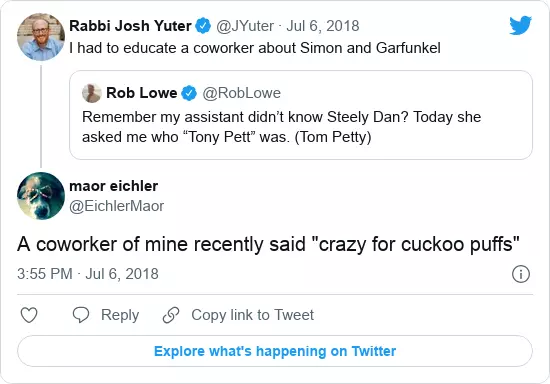 Rabbi Josh Yuter @JYuter · Jul 6, 2018
I had to educate a coworker about Simon and Garfunkel
Rob Lowe @RobLowe
Remember my assistant didn’t know Steely Dan? Today she
asked me who “Tony Pett” was. (Tom Petty)
maor eichler
@EichlerMaor
A coworker of mine recently said "crazy for cuckoo puffs"
3:55 PM · Jul 6, 2018
Reply
Copy link to Tweet
Explore what's happening on Twitter